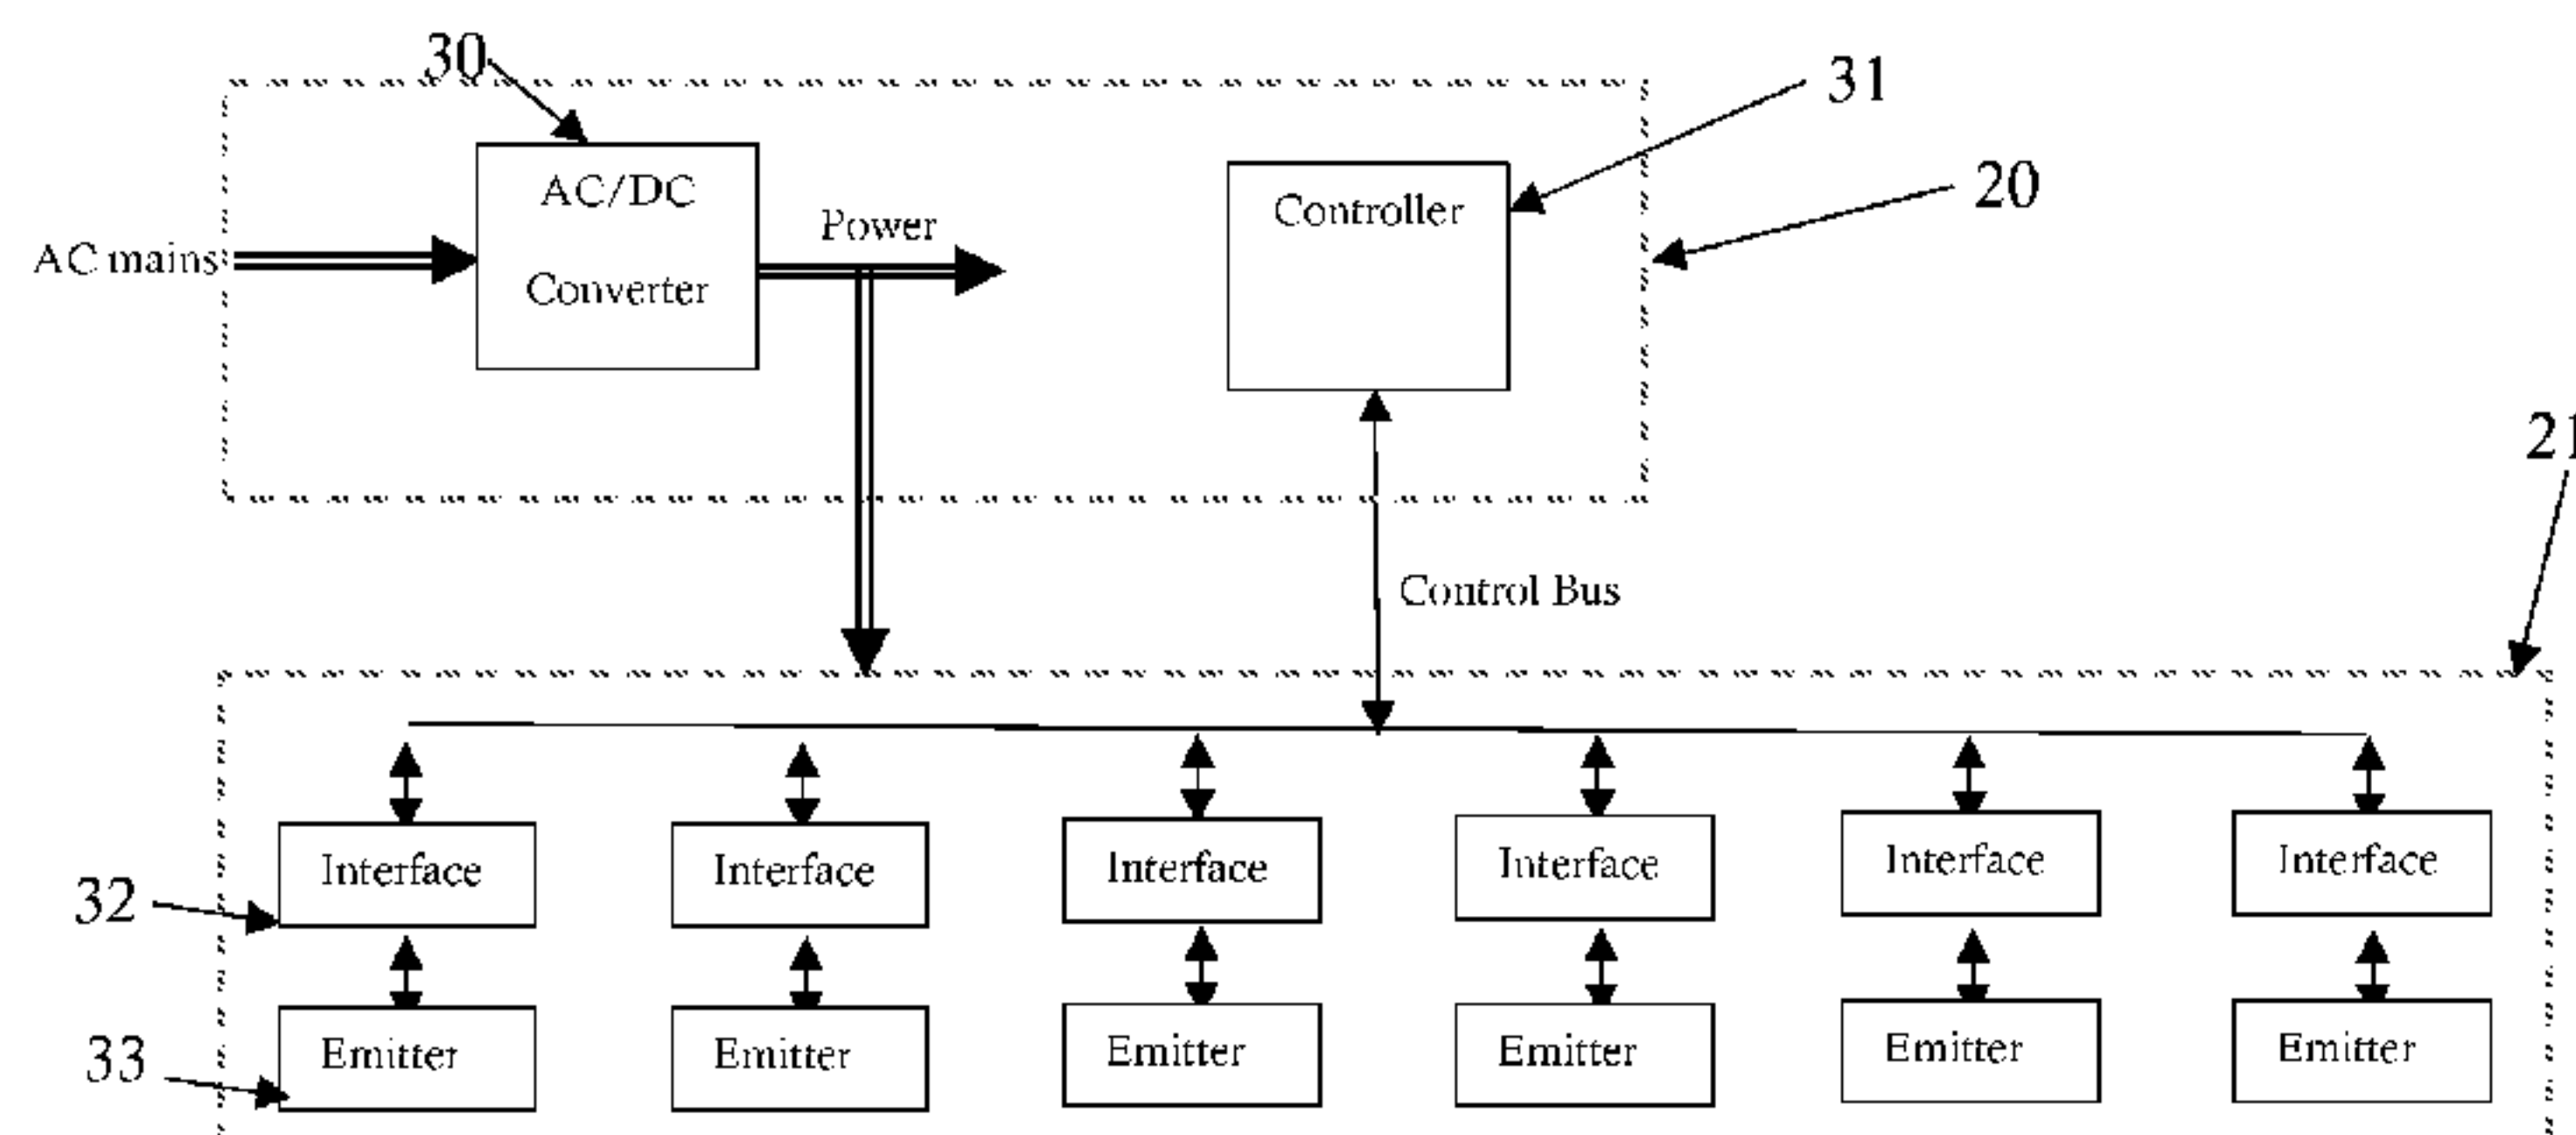 30
31
AC/DC
Converter
Controller
20
AC mains
Power
21
Control Bus
Interface
Interface
Interface
Interface
Interface
Interface
32
Emitter
Emitter
Emitter
Emitter
Emitter
Emitter
33